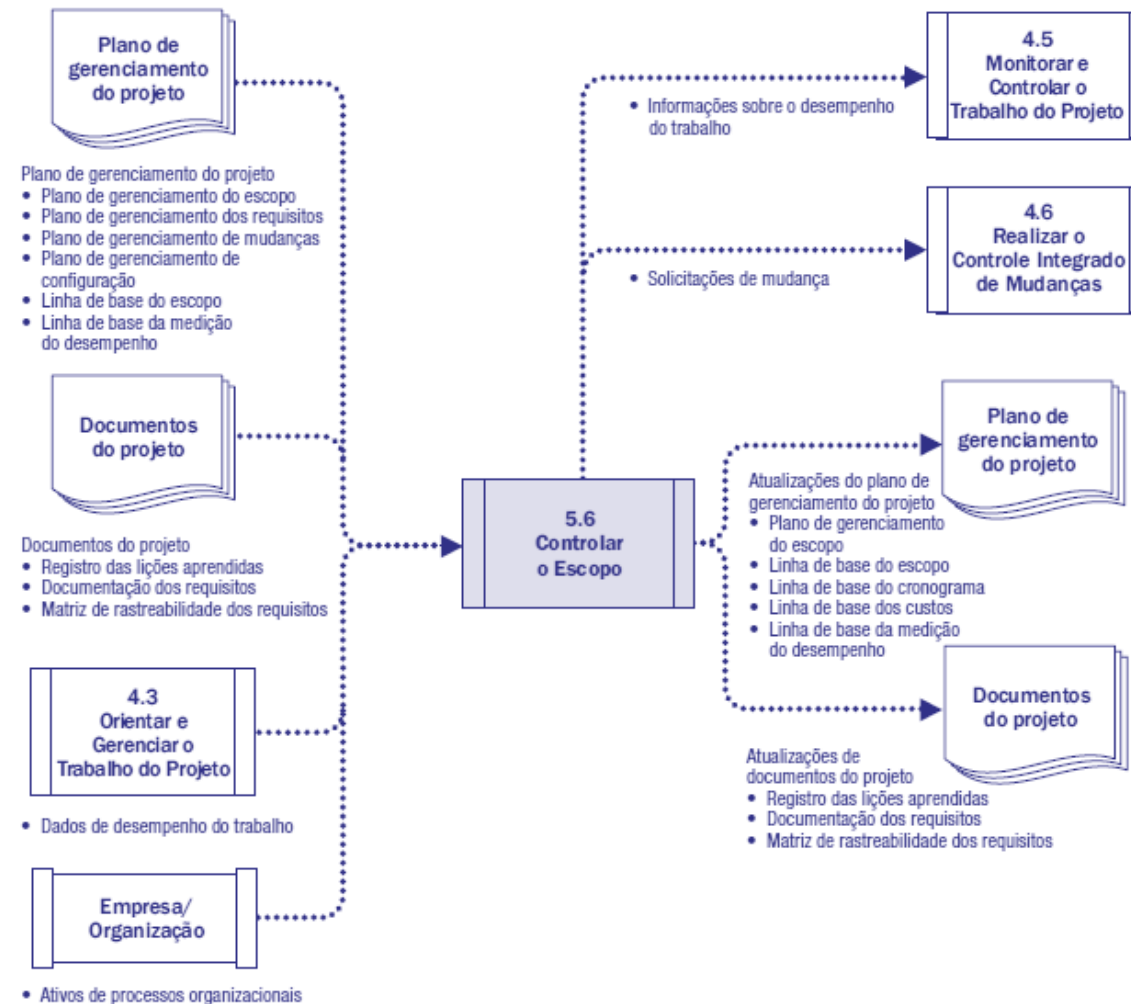 Plano de
gerenciamento
do projeto
Plano de gerenciamento do projeto
• Plano de gerenciamento do escopo
• Plano de gerenciamento dos requisitos
• Plano de gerenciamento de mudanças
• Plano de gerenciamento de
configuração
• Linha de base do escopo
• Linha de base da medição
do desempenho
Documentos
do projeto
Documentos do projeto
• Registro das lições aprendidas
• Documentação dos requisitos
• Matriz de rastreabilidade dos requisitos
4.3
Orientar e
Gerenciar o
Trabalho do Projeto
• Dados de desempenho do trabalho
Empresa/
Organização
• Ativos de processos organizacionais
5.6
Controlar
o Escopo
4.5
Monitorar e
Controlar o
Trabalho do Projeto
• Informações sobre o desempenho
do trabalho
4.6
Realizar o
Controle Integrado
de Mudanças
• Solicitações de mudança
Plano de
gerenciamento
do projeto
Atualizações do plano de
gerenciamento do projeto
• Plano de gerenciamento
do escopo
• Linha de base do escopo
• Linha de base do cronograma
• Linha de base dos custos
• Linha de base da medição
do desempenho
Documentos
do projeto
Atualizações de
documentos do projeto
• Registro das lições aprendidas
• Documentação dos requisitos
• Matriz de rastreabilidade dos requisitos